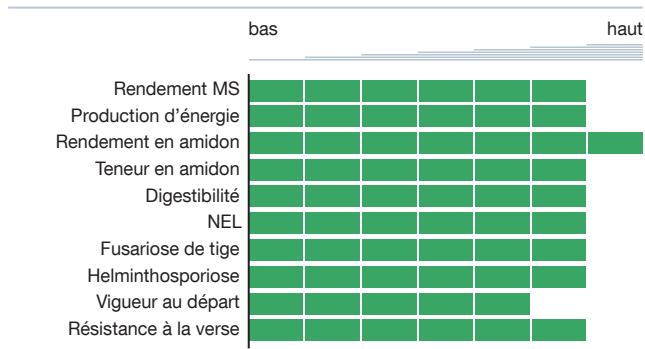 bas haut
Rendement MS
Production d’énergie
Rendement en amidon
Teneur en amidon
Digestibilité
NEL
Fusariose de tige
Helminthosporiose
Vigueur au départ
Résistance à la verse